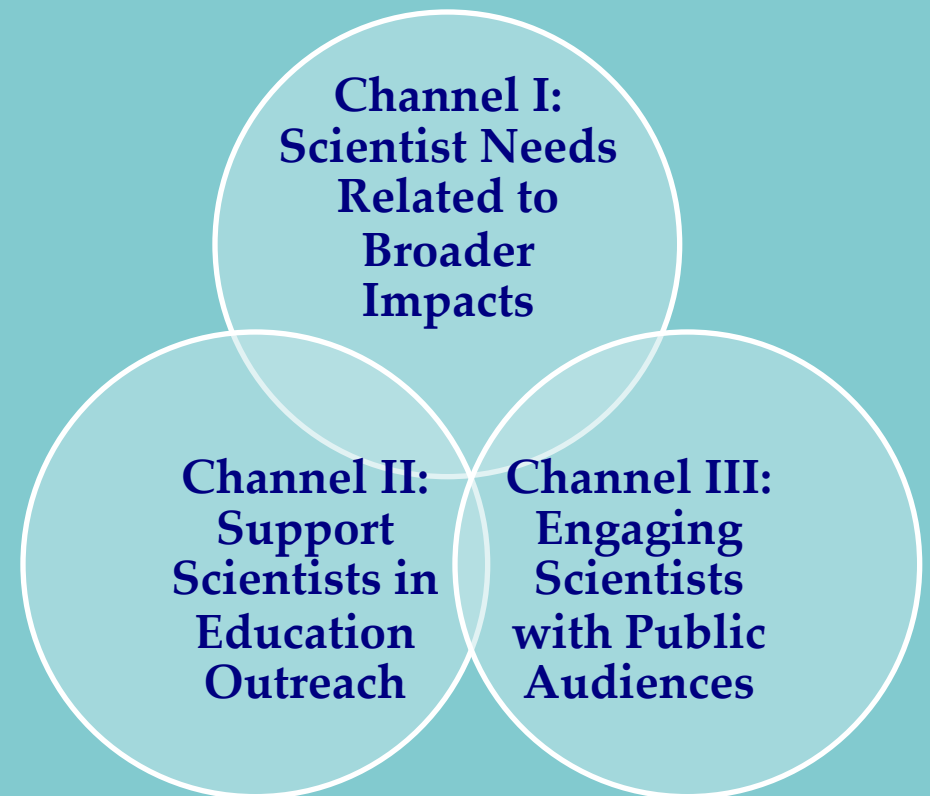 Channel I:
Scientist Needs
Related to
Broader
Impacts
Channel II:
Support
Scientists in
Education
Outreach
Channel III:
Engaging
Scientists
with Public
Audiences